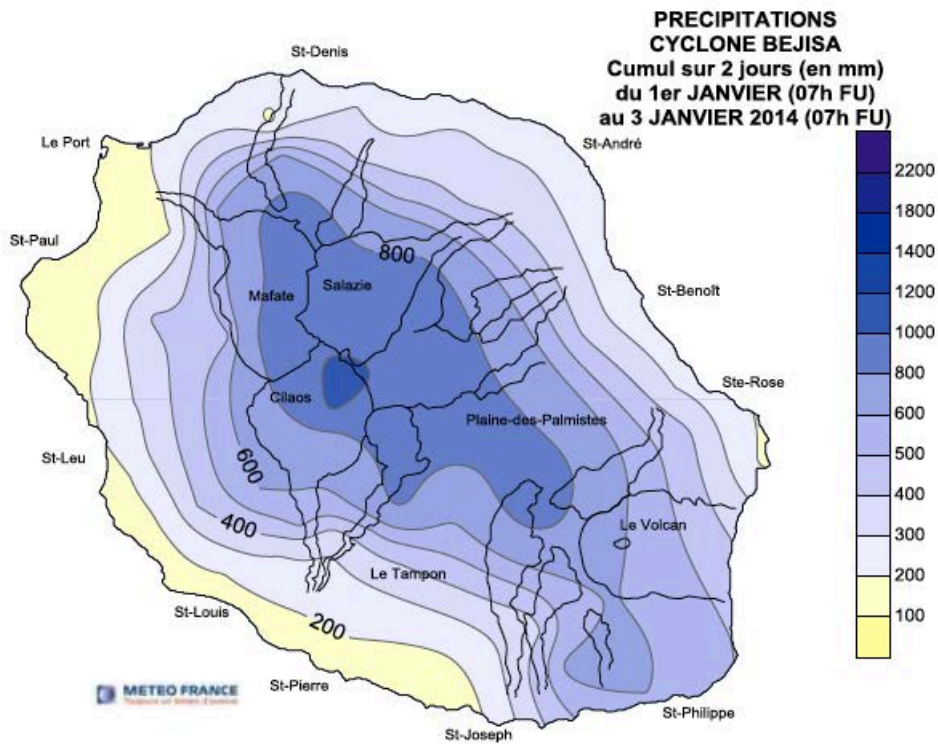 PRECIPITATIONS
CYCLONE BEJISA
Cumul sur 2 jours (en mm)
du 1er JANVIER (07h FU)
au 3 JANVIER 2014 (07h FU)
St-Denis
Le Port
St-André
2200
1800
1400
1200
1000
800
600
500
400
300
200
100
St-Paul
800
Mafate
Salazie
St-Benoît
Ste-Rose
Cilaos
Plaine-des-Palmistes
St-Leu
600
400
Le Volcan
Le Tampon
St-Louis
200
St-Pierre
METEO FRANCE
St-Philippe
St-Joseph